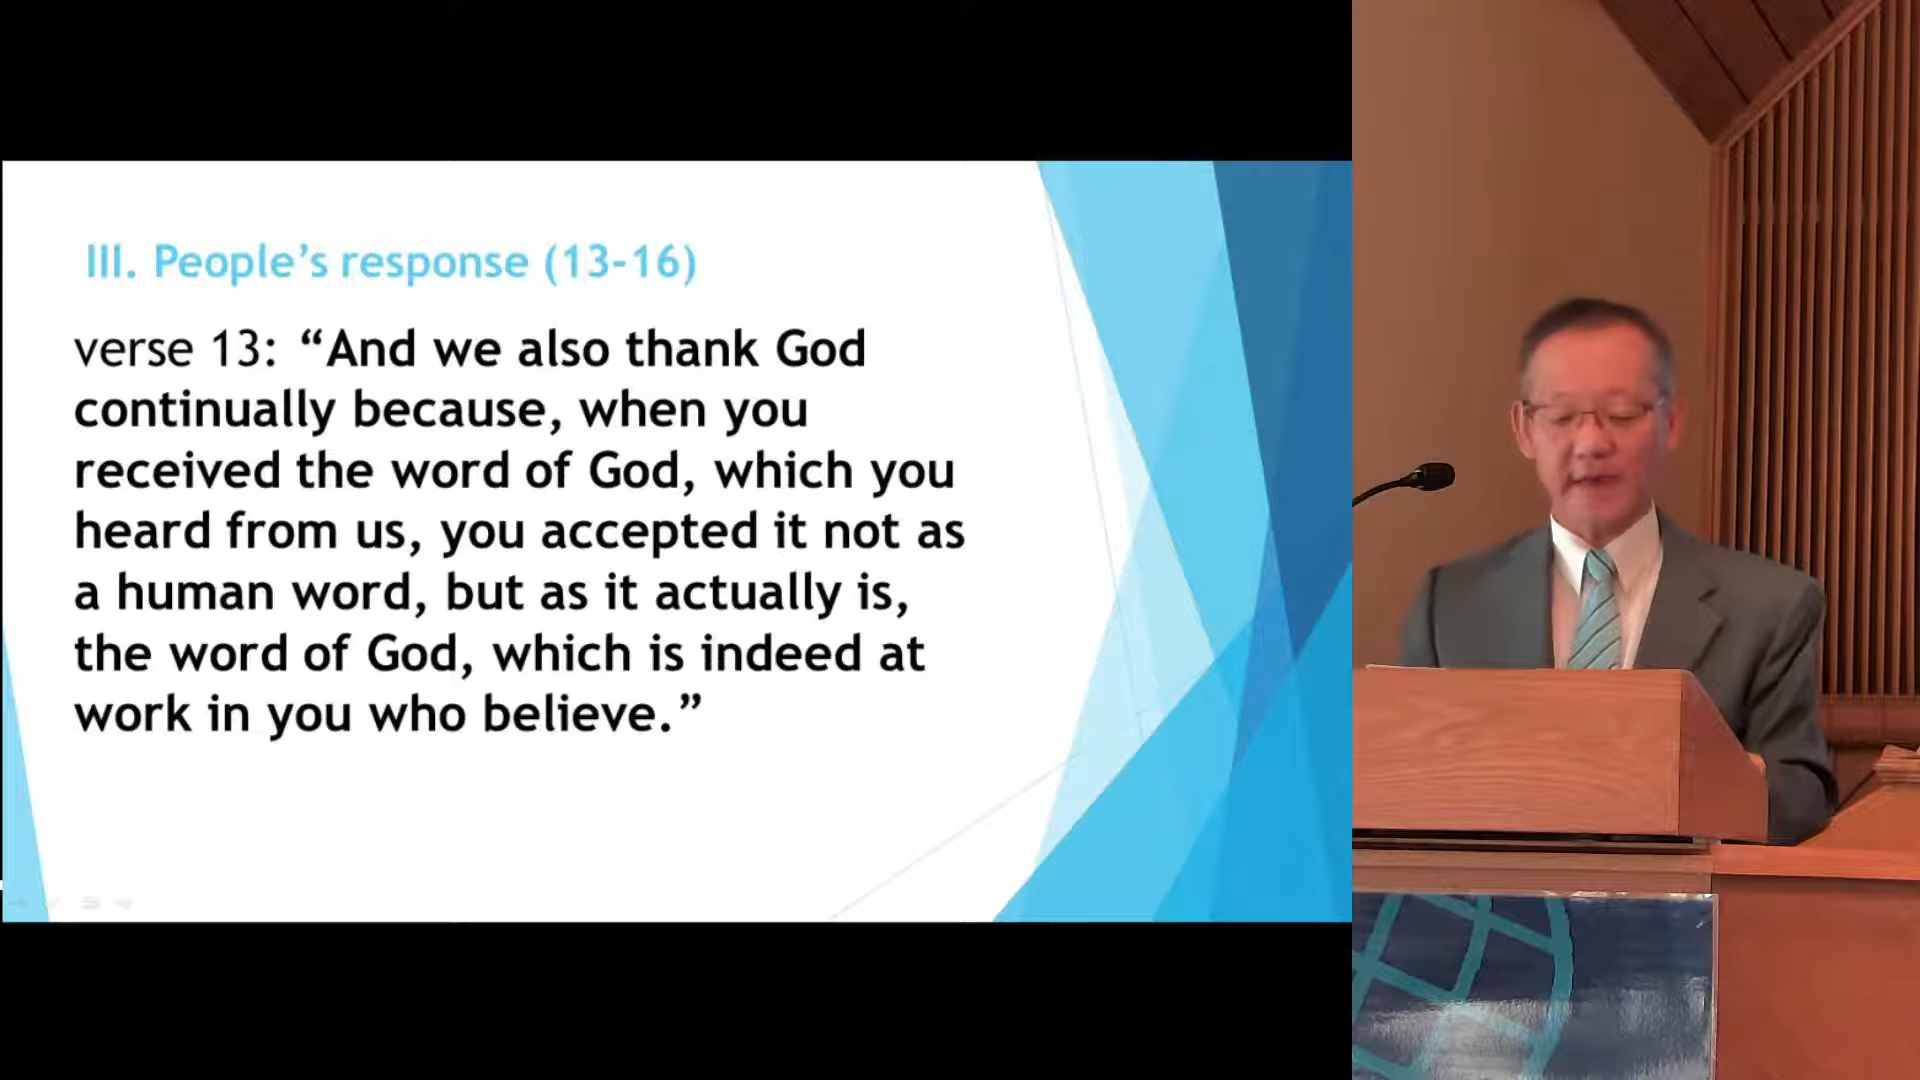 III. People’s response (13-16)
verse 13: “And we also thank God
continually because, when you
received the word of God, which you
heard from us, you accepted it not as
a human word, but as it actually is,
the word of God, which is indeed at
work in you who believe.”